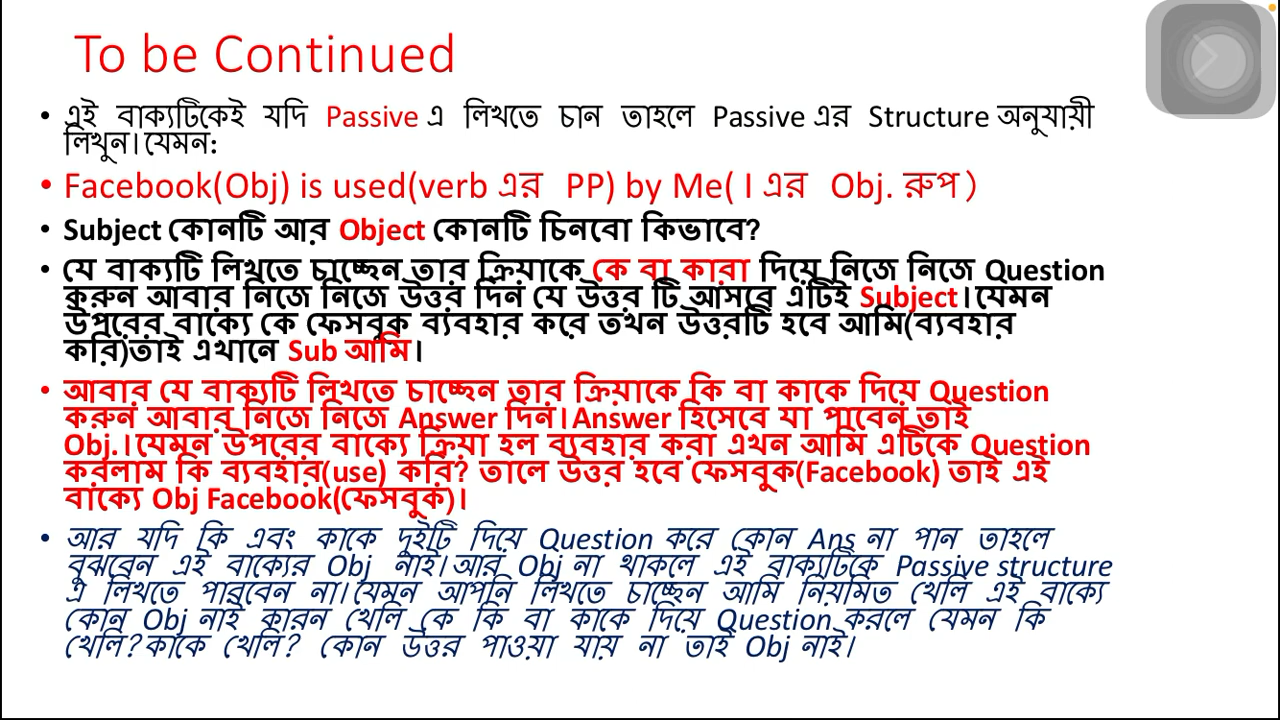 To be Continued
• এই বাক্যটিকেই যদি Passive এ লিখতে চান তাহলে Passive এর Structure অনুযায়ী
লিখুন। যেমন:
• Facebook(Obj) is used(verb এর PP) by Me( I এর Obj. রুপ )
• Subject কোনটি আর Object কোনটি চিনবো কিভাবে?
• যে বাক্যটি লিখতে চাচ্ছেন তার ক্রিয়াকে কে বা কারা দিয়ে নিজে নিজে Question
করুন আবার নিজে নিজে উত্তর দিন যে উত্তর টি আসবে এটিই Subject। যেমন
উপরের বাক্যে কে ফেসবুক ব্যবহার করে তখন উত্তরটি হবে আমি(ব্যবহার
করি)তাই এখানে Sub আমি।
• আবার যে বাক্যটি লিখতে চাচ্ছেন তার ক্রিয়াকে কি বা কাকে দিয়ে Question
করুন আবার নিজে নিজে Answer দিন। Answer হিসেবে যা পাবেন তাই
Obj.। যেমন উপরের বাক্যে ক্রিয়া হল ব্যবহার করা এখন আমি এটিকে Question
করলাম কি ব্যবহার(use) করি? তালে উত্তর হবে ফেসবুক(Facebook) তাই এই
বাক্যে Obj Facebook(ফেসবুক)।
• আর যদি কি এবং কাকে দুইটি দিয়ে Question করে কোন Ans না পান তাহলে
বুঝবেন এই বাক্যের Obj নাই। আর Obj না থাকলে এই বাক্যটিকে Passive structure
এ লিখতে পারবেন না। যেমন আপনি লিখতে চাচ্ছেন আমি নিয়মিত খেলি এই বাক্যে
কোন Obj নাই কারন খেলি কে কি বা কাকে দিয়ে Question করলে যেমন কি
খেলি? কাকে খেলি? কোন উত্তর পাওয়া যায় না তাই Obj নাই।